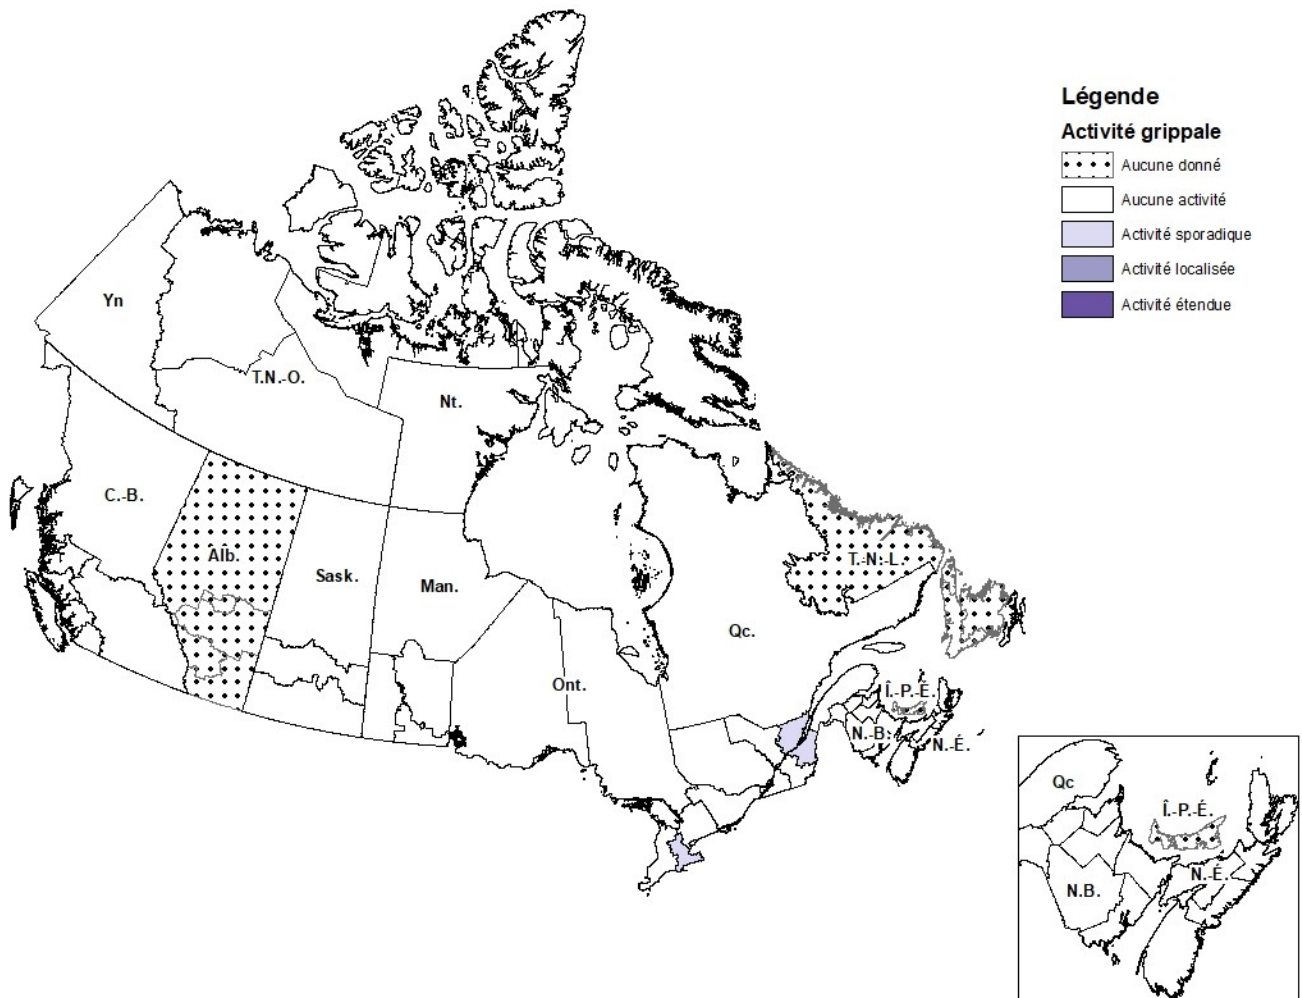 Légende
Activité grippale
Aucune donné
Aucune activité
Activité sporadique
Activité localisée
Activité étendue
Yn
T.N.-O.
Nt.
C.-B.
Alb.
Sask.
Man.
Ont.
Qc.
T.-N.-L.
Î.-P.-É.
N.-B.
N.-É.
Qc
Î.-P.-É.
N.-É.
N.B.